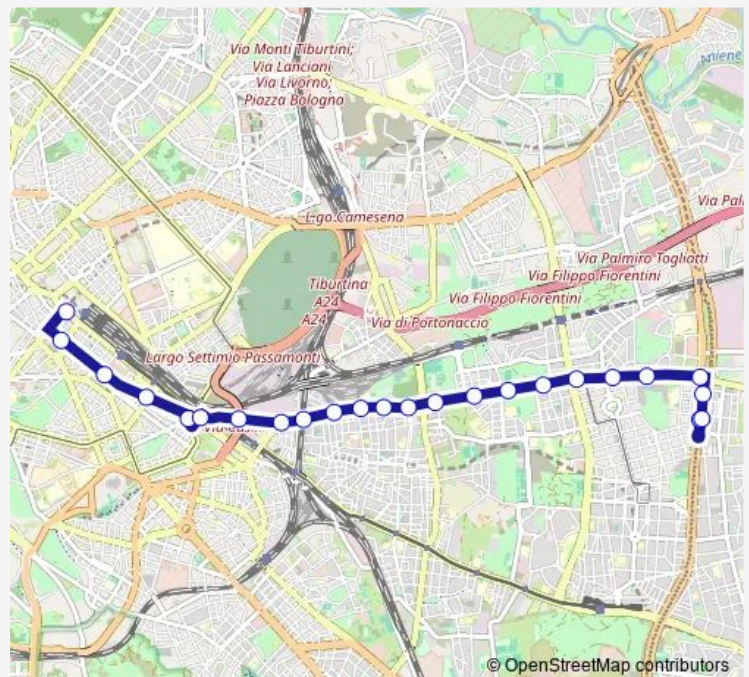 Via Monti Tiburtini;
Via Lanciani
Via Livorno;
Piazza Bologna
Aniene
L.go Camesena
Via Pal
Via Palmiro Togliatti
Via Filippo Fiorentini
Tiburtina
A24
A24
Via Filippo Fiorentini
Via di Portonaccio
Largo Settimio Passamonti
© OpenStreetMap contributors